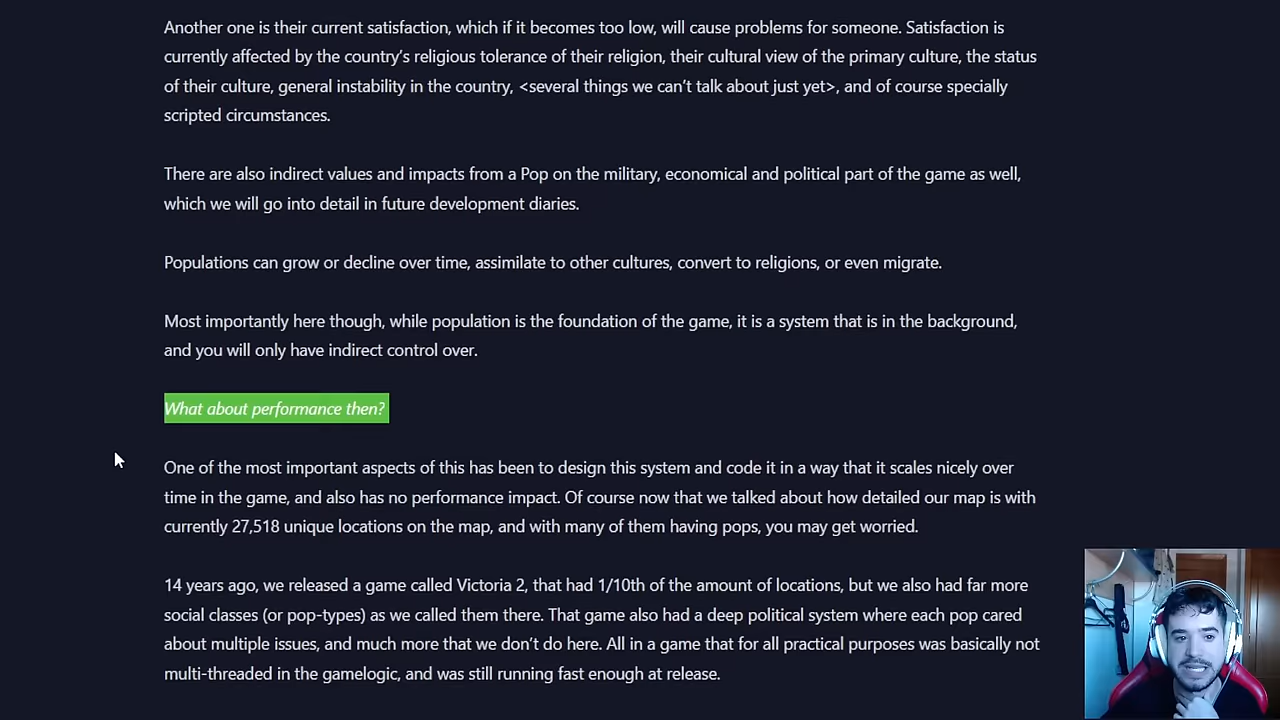 Another one is their current satisfaction, which if it becomes too low, will cause problems for someone. Satisfaction is
currently affected by the country’s religious tolerance of their religion, their cultural view of the primary culture, the status
of their culture, general instability in the country, <several things we can’t talk about just yet>, and of course specially
scripted circumstances.
There are also indirect values and impacts from a Pop on the military, economical and political part of the game as well,
which we will go into detail in future development diaries.
Populations can grow or decline over time, assimilate to other cultures, convert to religions, or even migrate.
Most importantly here though, while population is the foundation of the game, it is a system that is in the background,
and you will only have indirect control over.
What about performance then?
One of the most important aspects of this has been to design this system and code it in a way that it scales nicely over
time in the game, and also has no performance impact. Of course now that we talked about how detailed our map is with
currently 27,518 unique locations on the map, and with many of them having pops, you may get worried.
14 years ago, we released a game called Victoria 2, that had 1/10th of the amount of locations, but we also had far more
social classes (or pop-types) as we called them there. That game also had a deep political system where each pop cared
about multiple issues, and much more that we don’t do here. All in a game that for all practical purposes was basically not
multi-threaded in the gamelogic, and was still running fast enough at release.